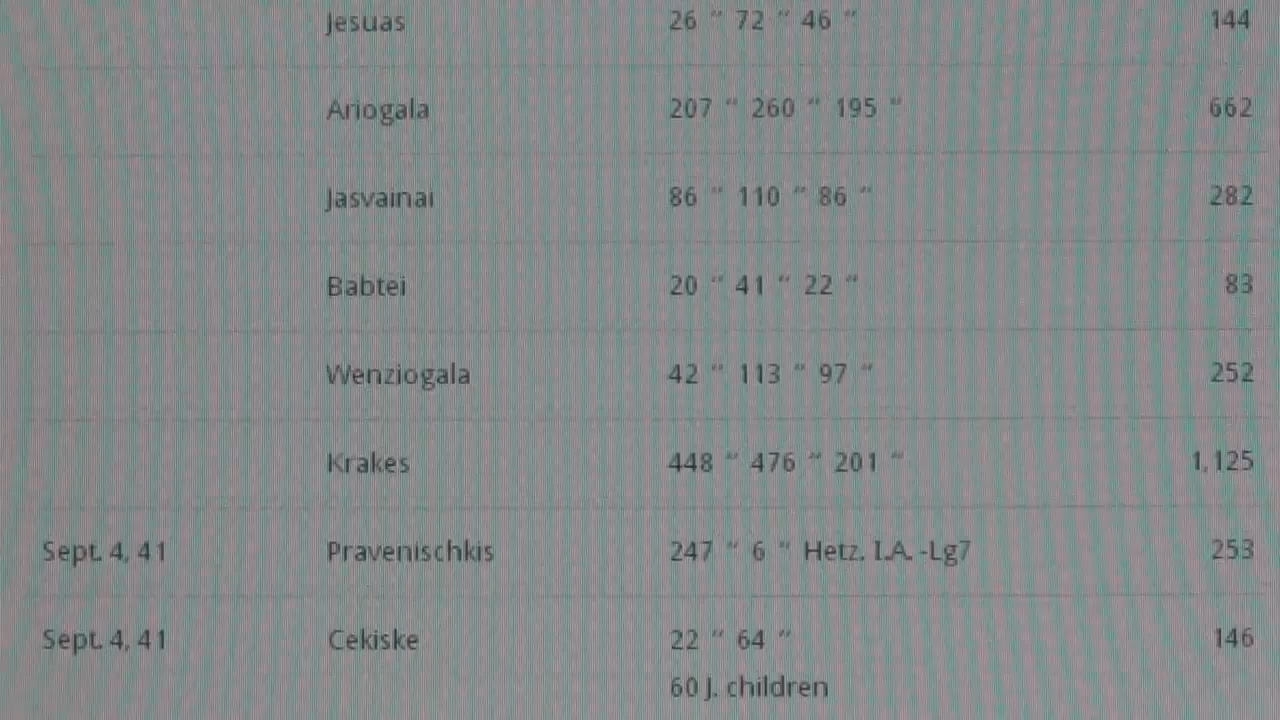 Jesuas 26 " 72 " 46 " 144
Ariogala 207 " 260 " 195 " 662
Jasvainai 86 " 110 " 86 " 282
Babtei 20 " 41 " 22 " 83
Wenziogala 42 " 113 " 97 " 252
Krakes 448 " 476 " 201 " 1,125
Sept. 4, 41 Pravenischkis 247 " 6 " Hetz. I.A. -Lg7 253
Sept. 4, 41 Cekiske 22 " 64 " 146
60 J. children